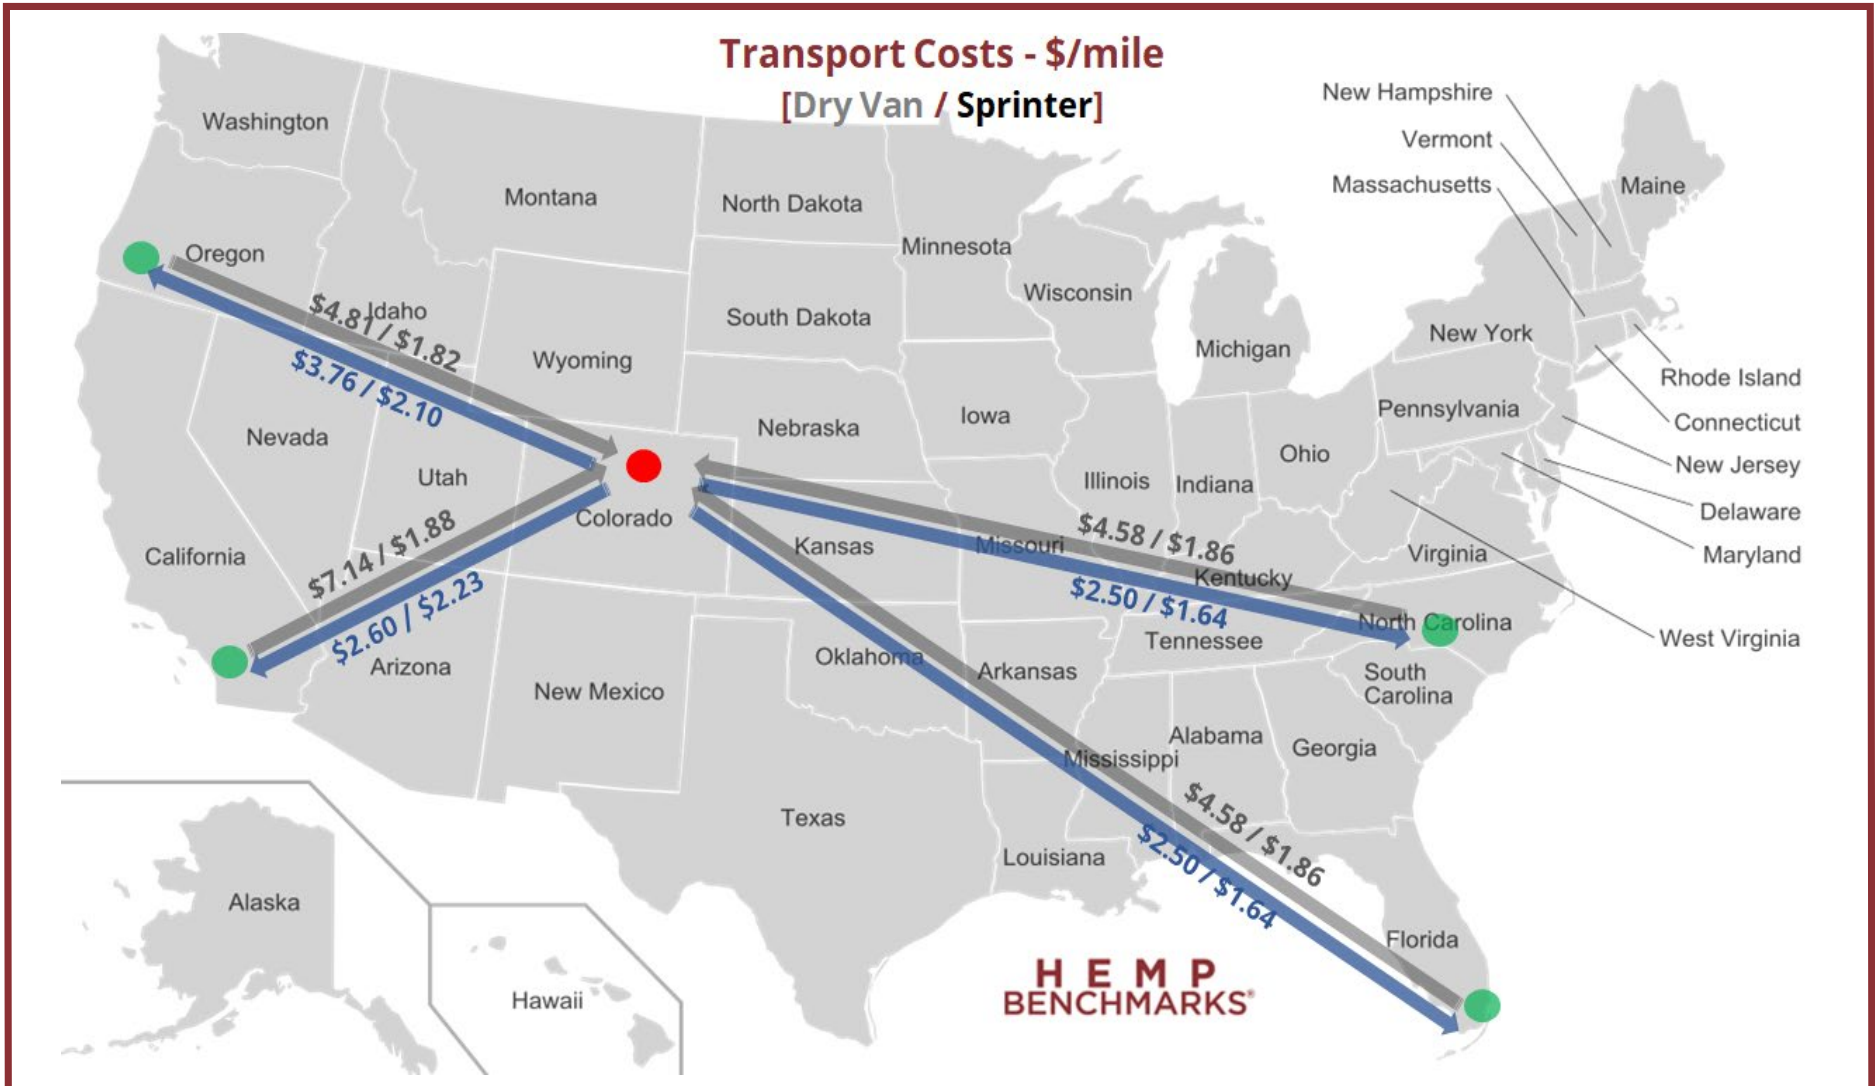 Transport Costs - $/mile
[Dry Van / Sprinter]
Washington
Oregon
Montana
Idaho
Wyoming
North Dakota
South Dakota
Nebraska
Minnesota
Wisconsin
Iowa
Michigan
New Hampshire
Vermont
Massachusetts
Maine
New York
Rhode Island
Connecticut
Pennsylvania
New Jersey
Delaware
Maryland
West Virginia
Ohio
Illinois
Indiana
Nevada
Utah
Colorado
California
Kansas
Missouri
Kentucky
Virginia
North Carolina
Tennessee
South
Carolina
Arizona
New Mexico
Oklahoma
Arkansas
Mississippi
Alabama
Georgia
Texas
Louisiana
Florida
Alaska
Hawaii
$4.81 / $1.82
$3.76 / $2.10
$7.14 / $1.88
$2.60 / $2.23
$4.58 / $1.86
$2.50 / $1.64
$4.58 / $1.86
$2.50 / $1.64
HEMP
BENCHMARKS®